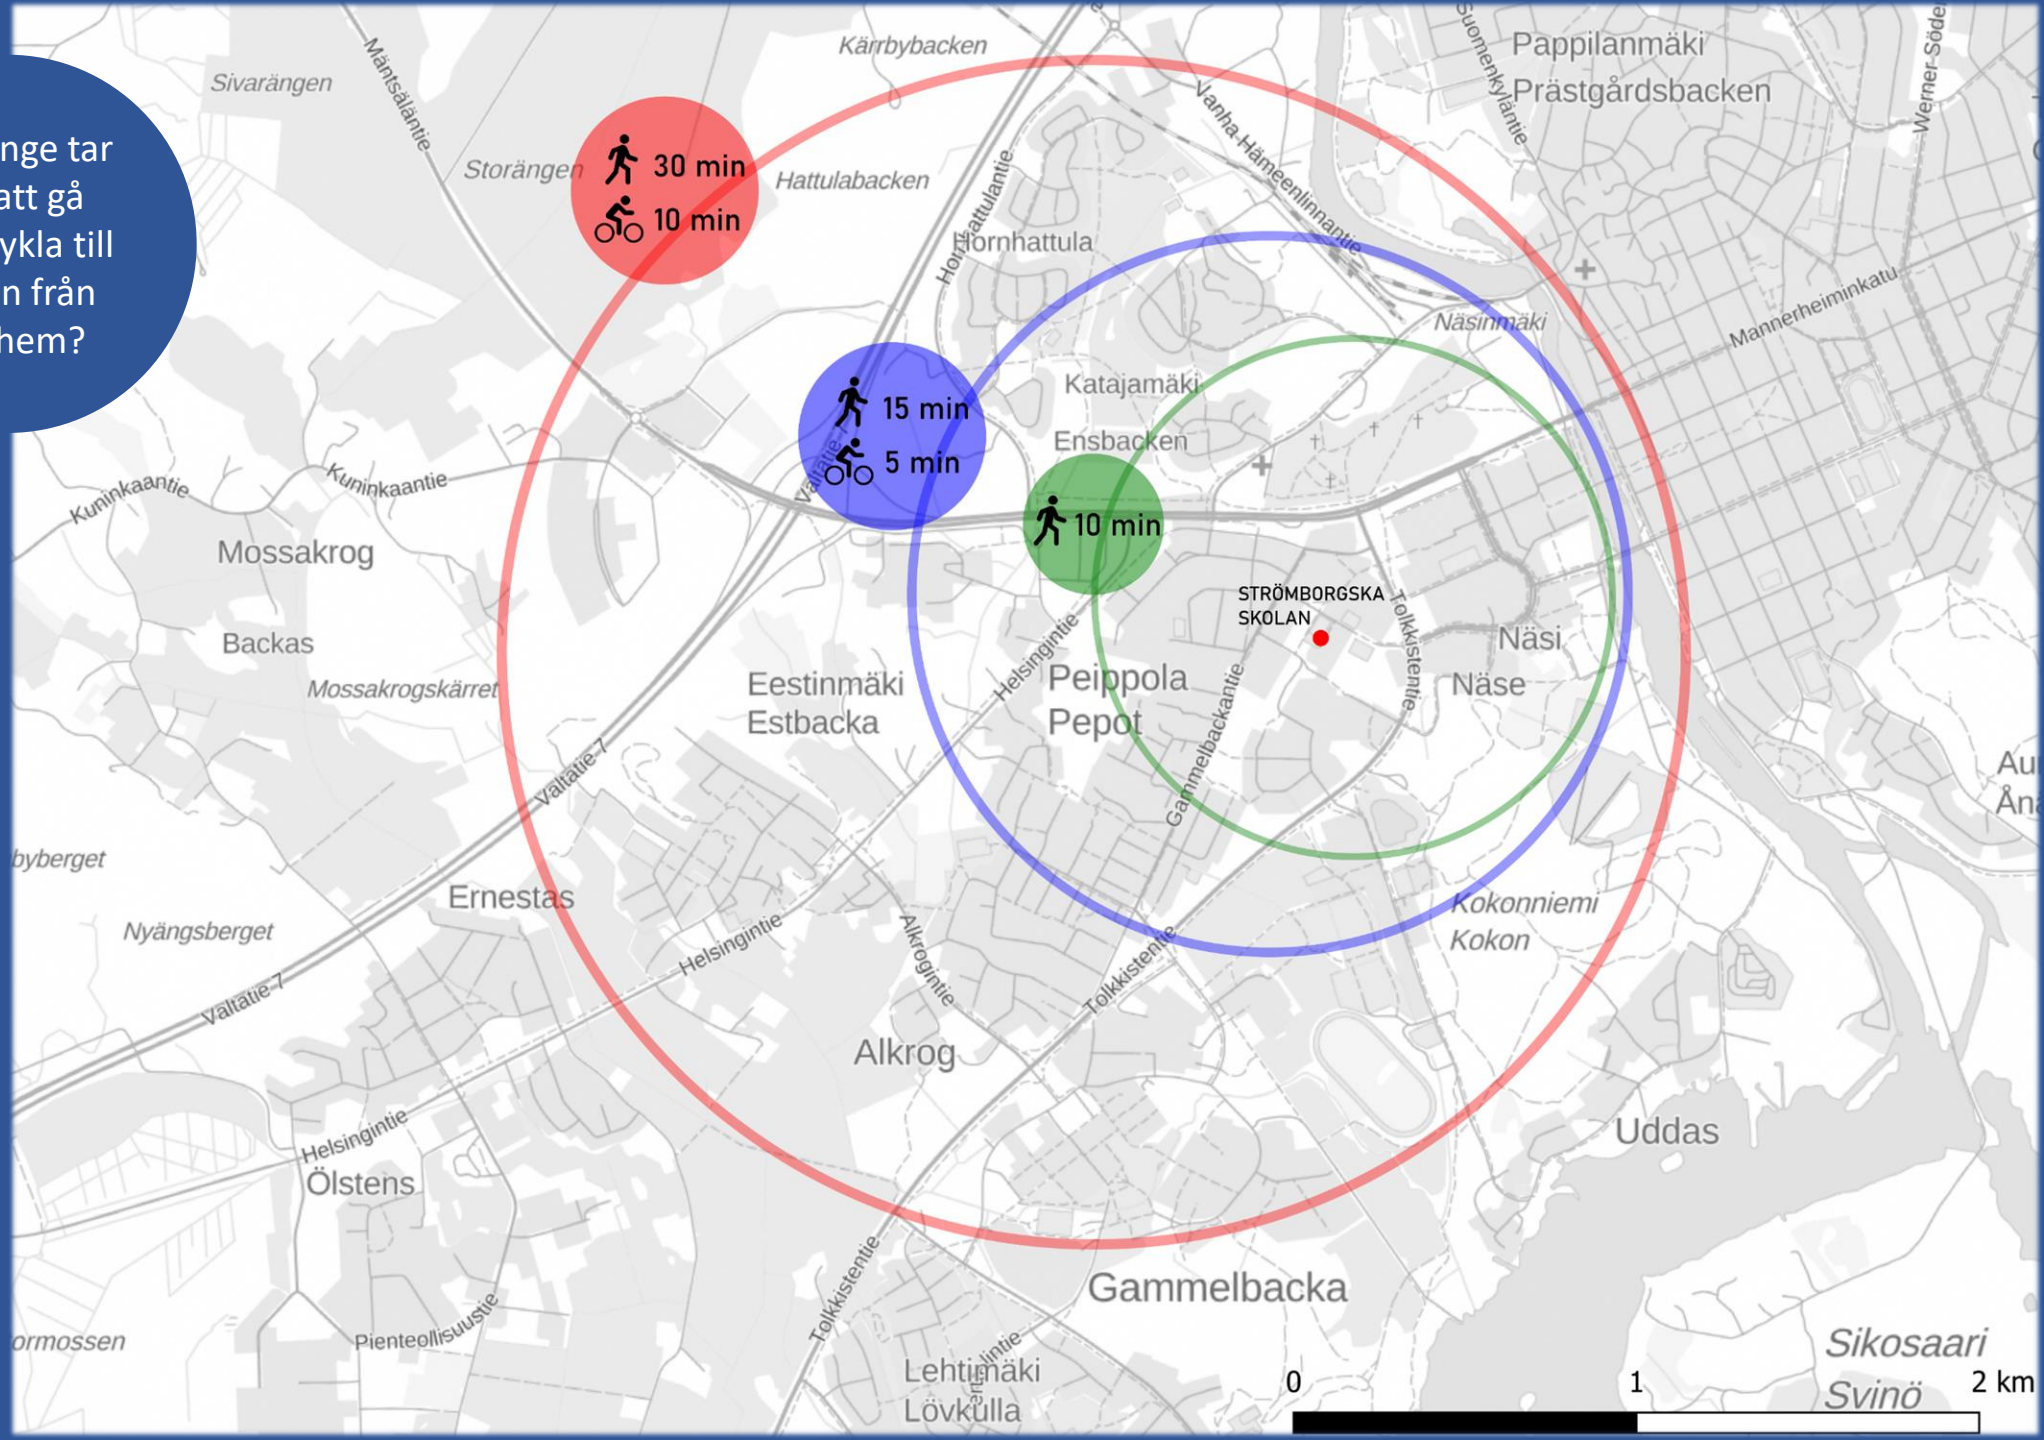 nge tar
att gå
ykla till
n från
hem?
Kärrbybacken
Pappilanmäki
Prästgårdsbacken
Suomenkyläntie
Sivarängen
Mäntsäläntie
Vanha Hämeenlinnantie
30 min
10 min
Storängen
Hattulabacken
Hornhattulantie
Hornhattula
Mannerheiminkatu
Näsinmäki
15 min
5 min
Katajamäki
Ensbacken
Kuninkaantie
Kuninkaantie
10 min
Mossakrog
STRÖMBORGSKA
SKOLAN
Tolkkistentie
Backas
Helsingintie
Näsi
Näse
Mossakrogskärret
Eestinmäki
Estbacka
Peippola
Pepot
Gammelbackantie
Valtatie 7
byberget
Ernestas
Kokonniemi
Kokon
Nyängsberget
Helsingintie
Alkrogintie
Tolkkistentie
Valtatie 7
Alkrog
Helsingintie
Ölstens
Uddas
Tolkkistentie
Gammelbacka
ormossen
Pienteollisuustie
Lehtimäki
Lövkulla
Sikosaari
Svinö
0 1 2 km